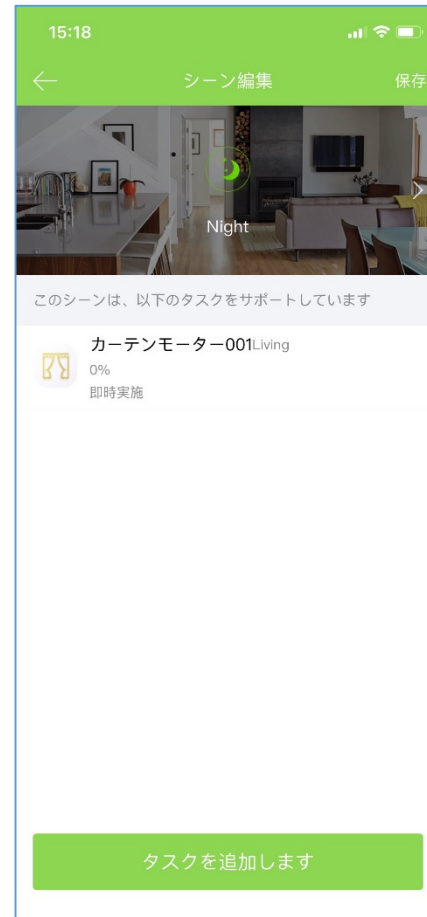 15:18
シーン編集 保存
Night
このシーンは、以下のタスクをサポートしています
カーテンモーター001Living
0%
即時実施
タスクを追加します